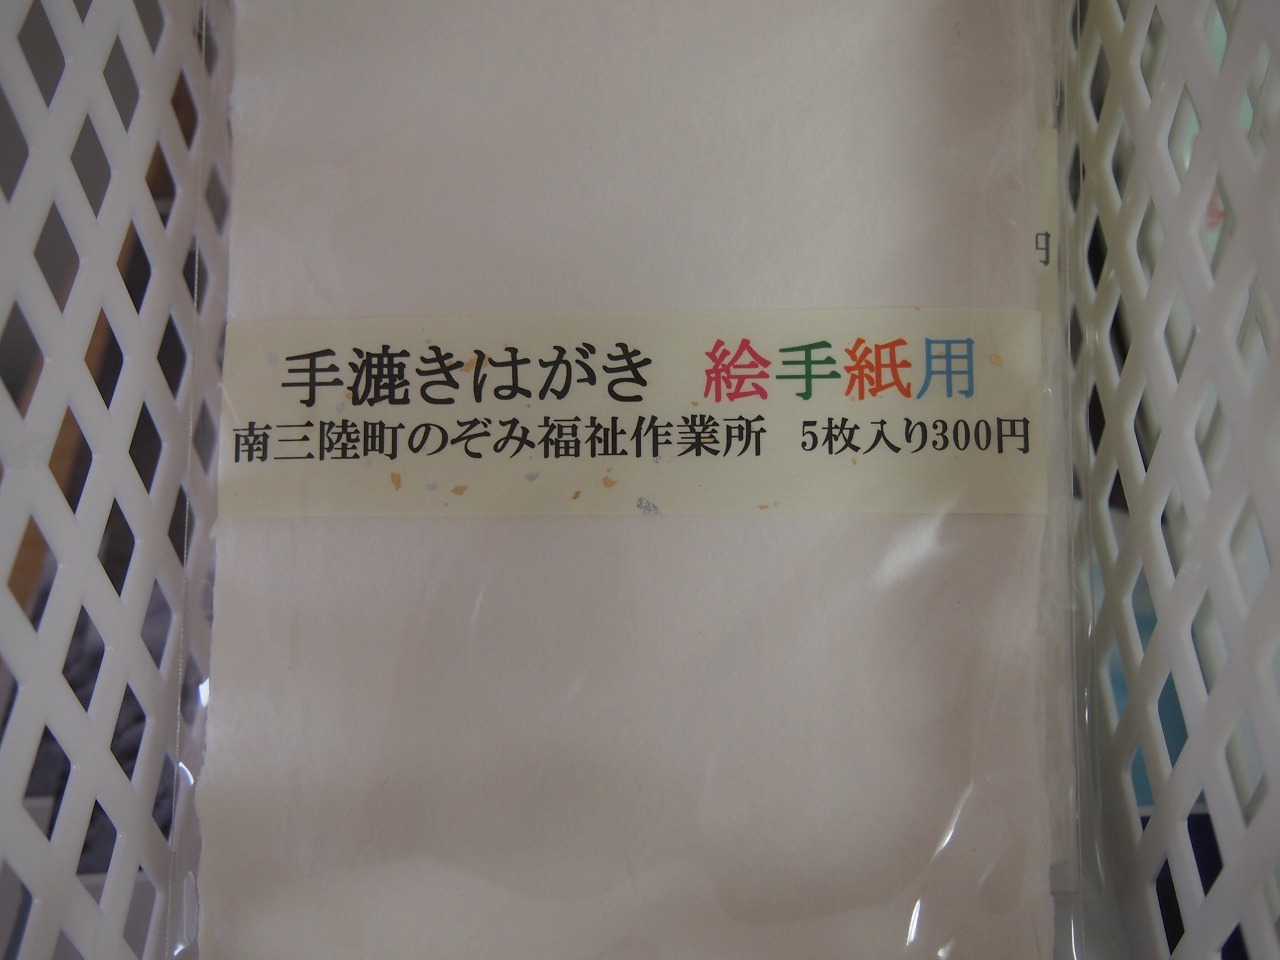 手漉きはがき 絵手紙用
南三陸町のぞみ福祉作業所 5枚入り300円
円